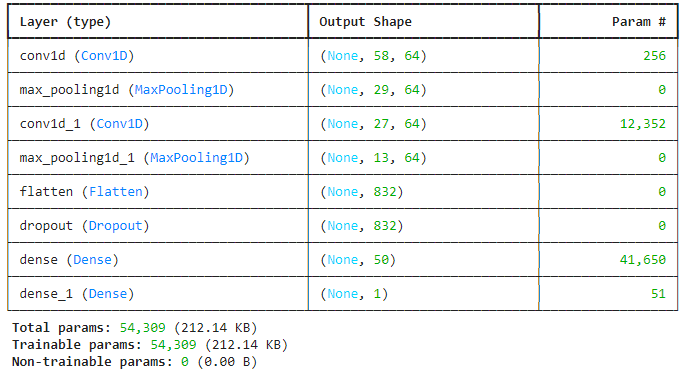 Layer (type) Output Shape Param #
conv1d (Conv1D) (None, 58, 64) 256
max_pooling1d (MaxPooling1D) (None, 29, 64) 0
conv1d_1 (Conv1D) (None, 27, 64) 12,352
max_pooling1d_1 (MaxPooling1D) (None, 13, 64) 0
flatten (Flatten) (None, 832) 0
dropout (Dropout) (None, 832) 0
dense (Dense) (None, 50) 41,650
dense_1 (Dense) (None, 1) 51
Total params: 54,309 (212.14 KB)
Trainable params: 54,309 (212.14 KB)
Non-trainable params: 0 (0.00 B)